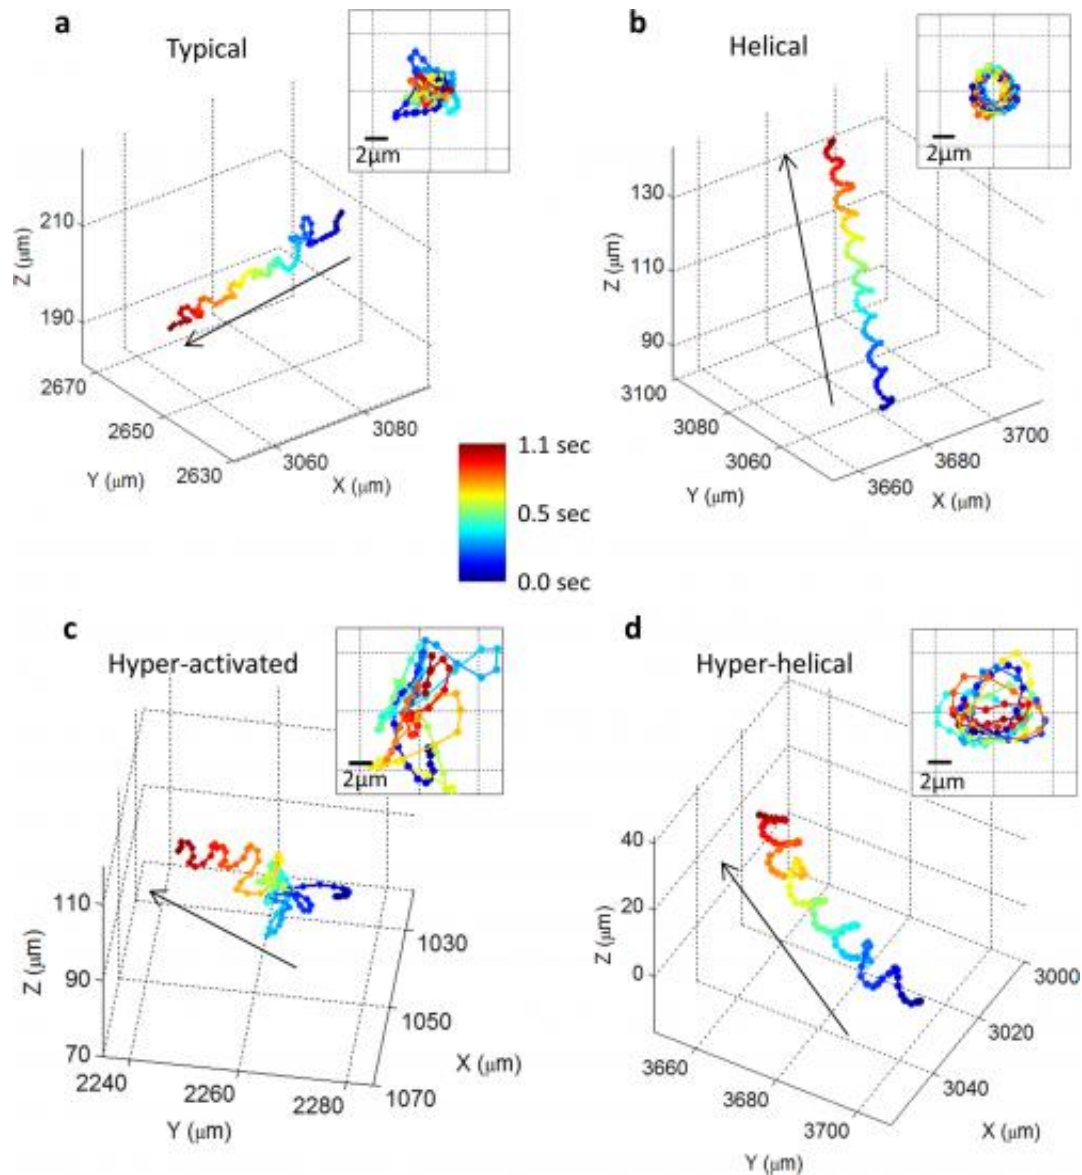 a
Typical
2μm
210
190
Z (μm)
2670
2650
2630
Y (μm)
3080
3060
X (μm)
b
Helical
2μm
130
110
90
Z (μm)
3100
3080
3060
Y (μm)
3700
3680
3660
X (μm)
1.1 sec
0.5 sec
0.0 sec
c
Hyper-activated
2μm
110
90
70
Z (μm)
2240
2260
2280
Y (μm)
1030
1050
1070
X (μm)
d
Hyper-helical
2μm
40
20
0
Z (μm)
3660
3680
3700
Y (μm)
3000
3020
3040
X (μm)